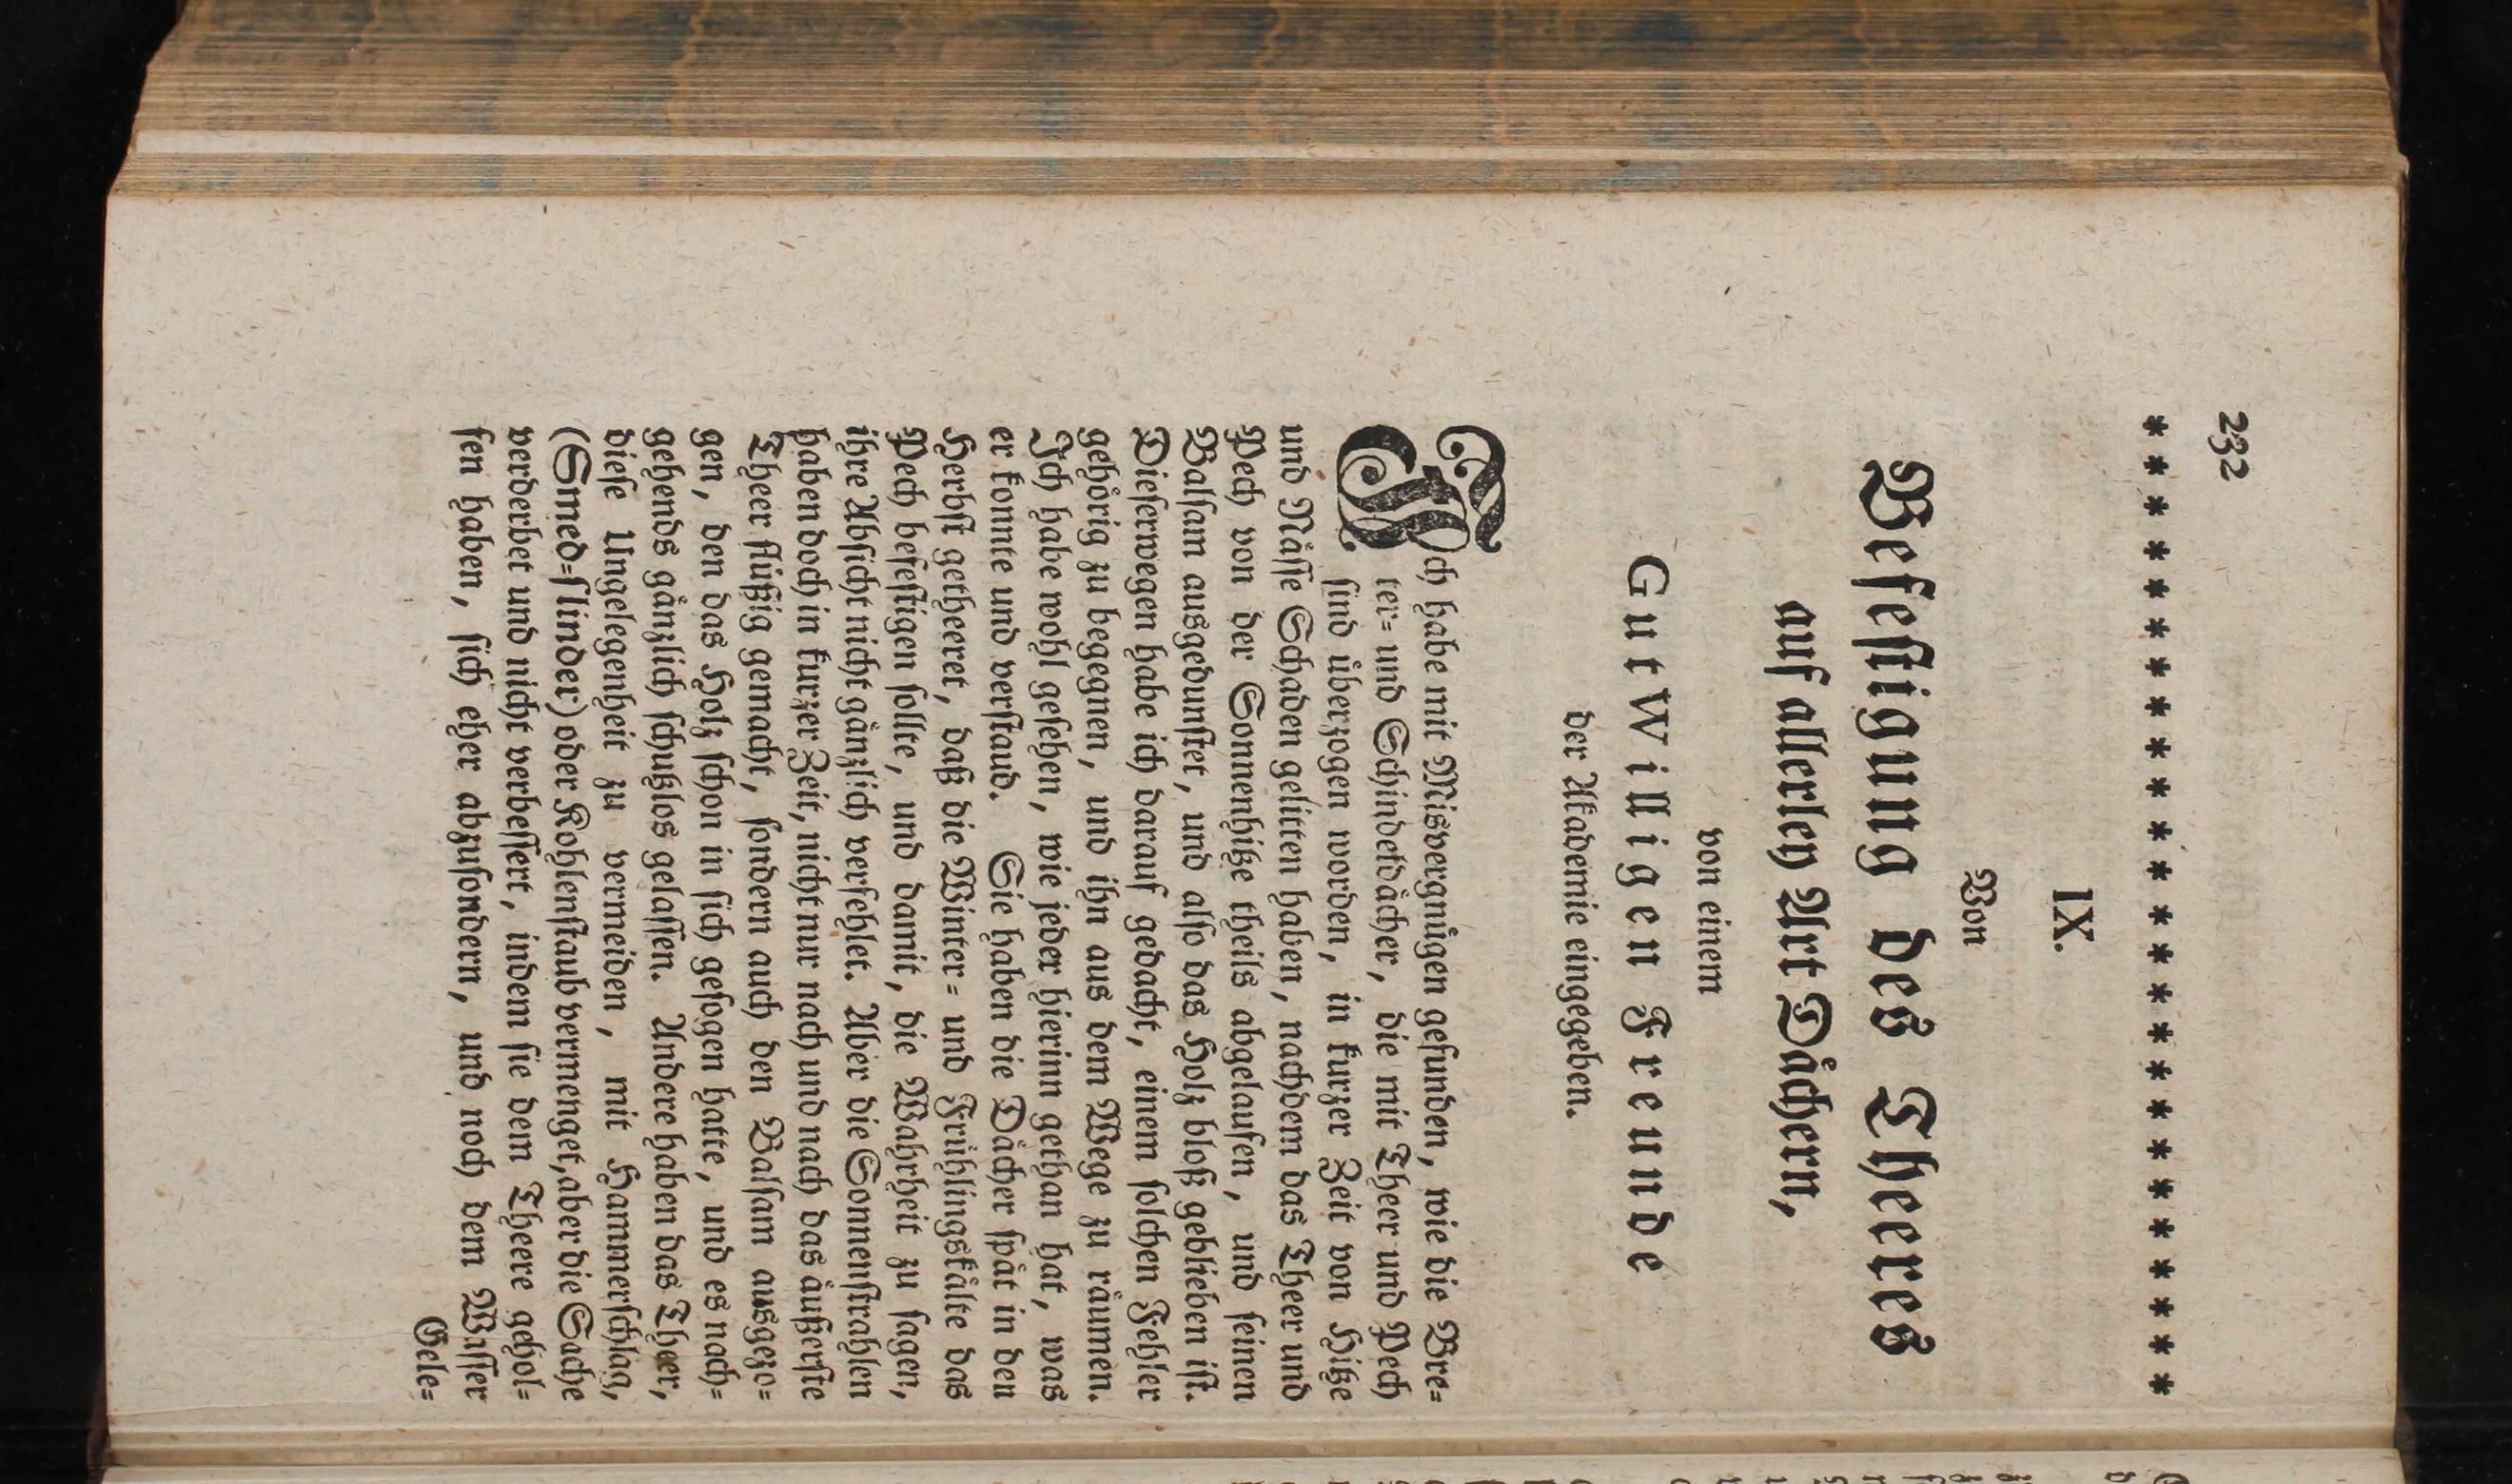 232
* * * * * * * * * * * * * * * * * * * * * * * * *
IX.
Von
Befeſtigung des Theeres
auf allerley Art Dächern,
von einem
Gutwilligen Freunde
der Akademie eingegeben.
Ich habe mit Misvergnügen gefunden, wie die Bre⸗
ter⸗ und Schindeldächer, die mit Theer und Pech
ſind überzogen worden, in kurzer Zeit von Hitze
und Näſſe Schaden gelitten haben, nachdem das Theer und
Pech von der Sonnenhitze theils abgelaufen, und ſeinen
Balſam ausgedunſtet, und alſo das Holz bloß geblieben iſt.
Dieſerwegen habe ich darauf gedacht, einem ſolchen Fehler
gehörig zu begegnen, und ihn aus dem Wege zu räumen.
Ich habe wohl geſehen, wie jeder hierinn gethan hat, was
er konnte und verſtaud. Sie haben die Dächer ſpät in den
Herbſt getheeret, daß die Winter⸗ und Frühlingskälte das
Pech befeſtigen ſollte, und damit, die Wahrheit zu ſagen,
ihre Abſicht nicht gänzlich verfehlet. Aber die Sonnenſtrahlen
haben doch in kurzer Zeit, nicht nur nach und nach das äußerſte
Theer flüßig gemacht, ſondern auch den Balſam ausgezo⸗
gen, den das Holz ſchon in ſich geſogen hatte, und es nach⸗
gehends gänzlich ſchutzlos gelaſſen. Andere haben das Theer,
dieſe Ungelegenheit zu vermeiden, mit Hammerſchlag,
(Smed⸗ſlinder) oder Kohlenſtaub vermenget, aber die Sache
verderbet und nicht verbeſſert, indem ſie dem Theere gehol⸗
fen haben, ſich eher abzuſondern, und noch dem Waſſer
Gele⸗